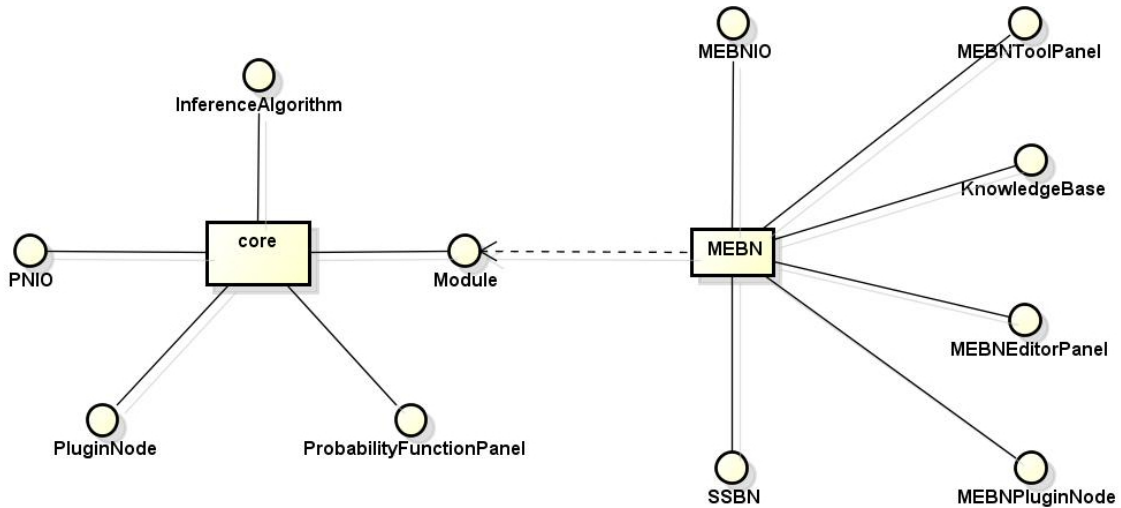 MEBNIO
MEBNToolPanel
InferenceAlgorithm
KnowledgeBase
core
MEBN
PNIO
Module
MEBNEditorPanel
PluginNode
ProbabilityFunctionPanel
SSBN
MEBNPluginNode